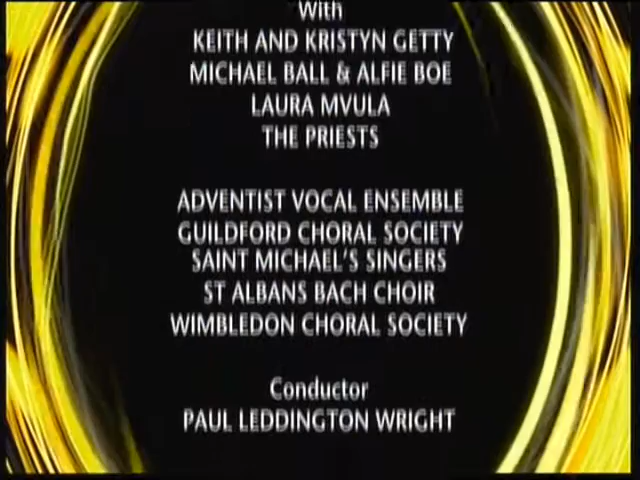 With
KEITH AND KRISTYN GETTY
MICHAEL BALL & ALFIE BOE
LAURA MVULA
THE PRIESTS
ADVENTIST VOCAL ENSEMBLE
GUILDFORD CHORAL SOCIETY
SAINT MICHAEL'S SINGERS
ST ALBANS BACH CHOIR
WIMBLEDON CHORAL SOCIETY
Conductor
PAUL LEDDINGTON WRIGHT